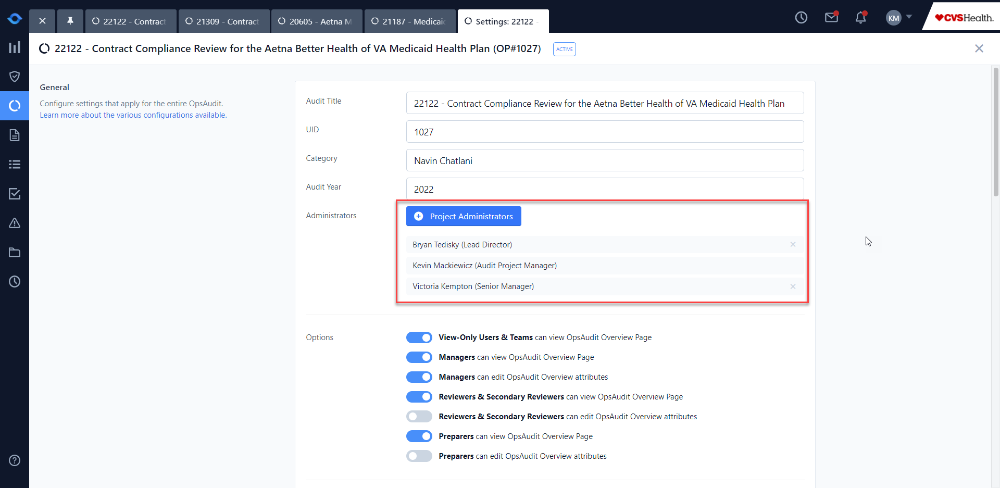 22122 - Contract
21309 - Contract
20605 - Aetna M
21187 - Medicaid
Settings: 22122 -
KM
CVSHealth.
22122 - Contract Compliance Review for the Aetna Better Health of VA Medicaid Health Plan (OP#1027)
ACTIVE
General
Configure settings that apply for the entire OpsAudit.
Learn more about the various configurations available.
Audit Title
22122 - Contract Compliance Review for the Aetna Better Health of VA Medicaid Health Plan
UID
1027
Category
Navin Chatlani
Audit Year
2022
Administrators
Project Administrators
Bryan Tedisky (Lead Director)
Kevin Mackiewicz (Audit Project Manager)
Victoria Kempton (Senior Manager)
Options
View-Only Users & Teams can view OpsAudit Overview Page
Managers can view OpsAudit Overview Page
Managers can edit OpsAudit Overview attributes
Reviewers & Secondary Reviewers can view OpsAudit Overview Page
Reviewers & Secondary Reviewers can edit OpsAudit Overview attributes
Preparers can view OpsAudit Overview Page
Preparers can edit OpsAudit Overview attributes